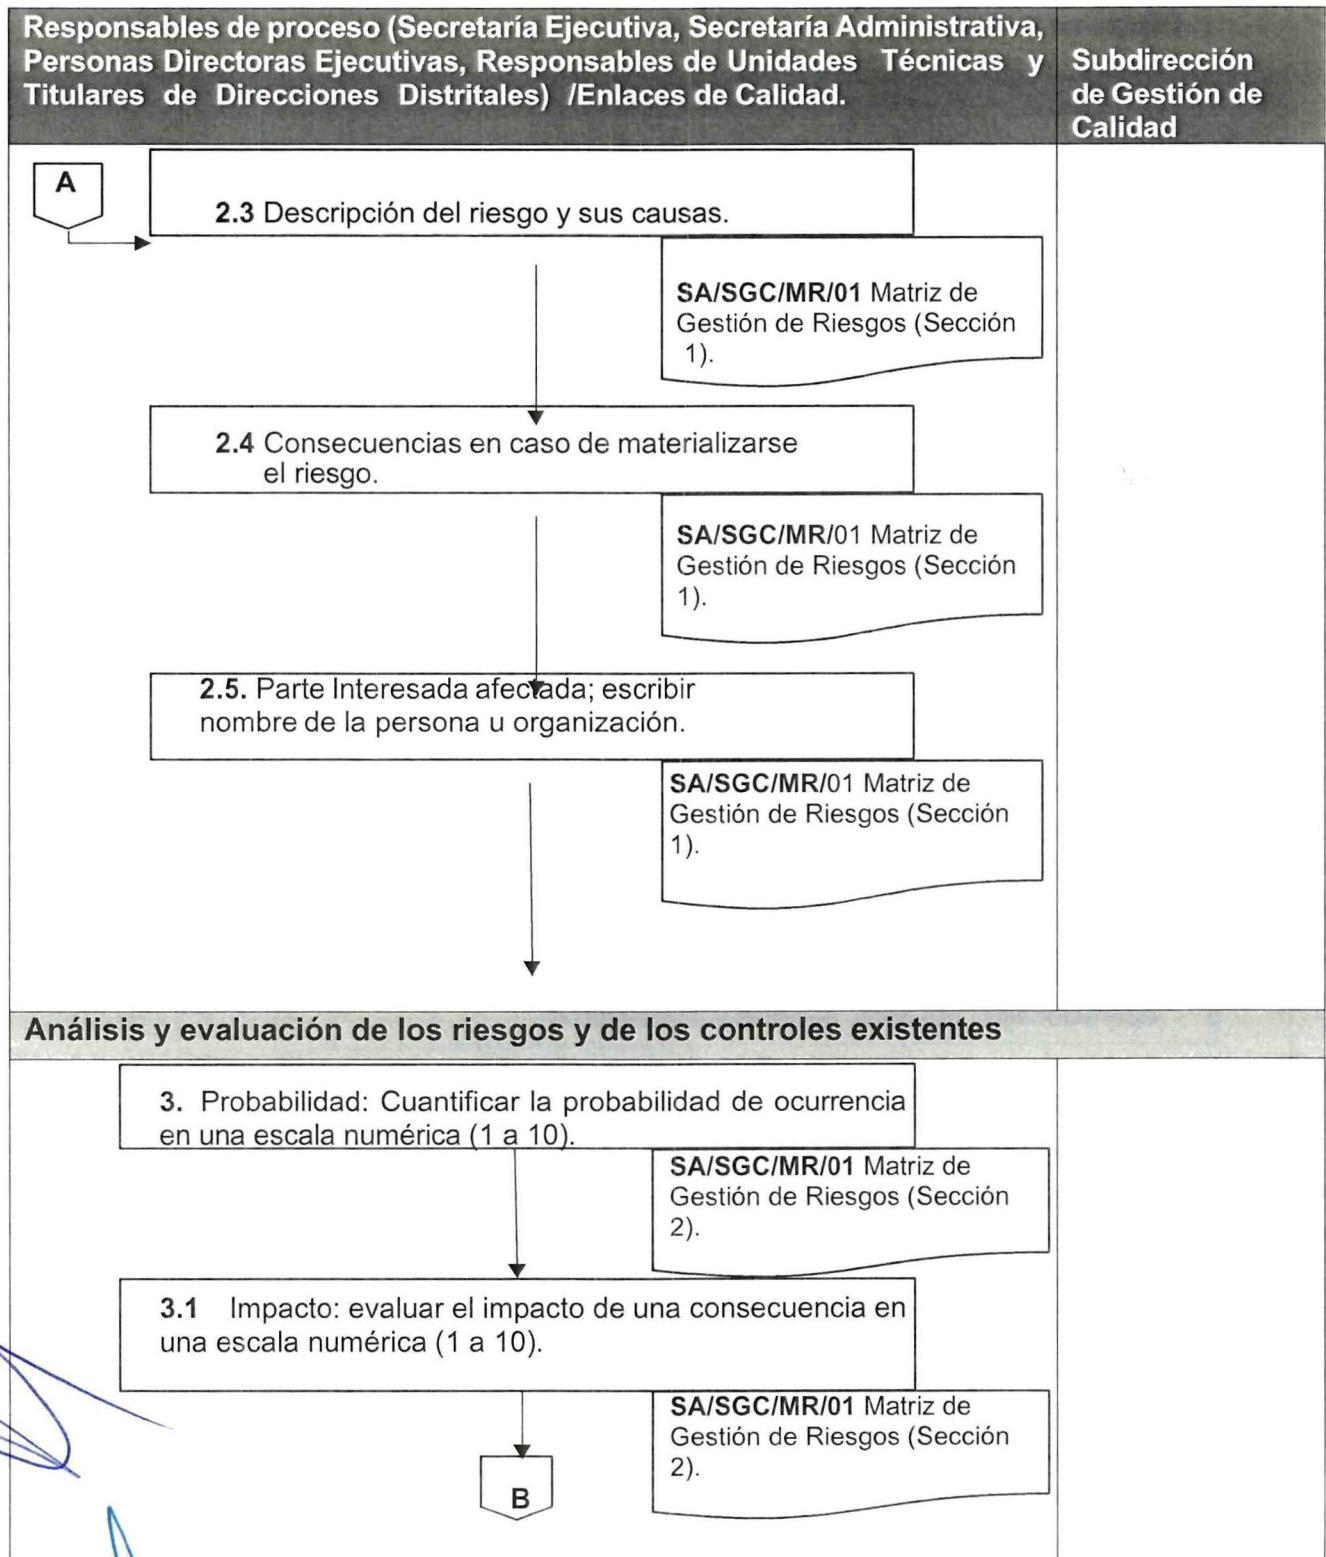 Responsables de proceso (Secretaría Ejecutiva, Secretaría Administrativa,
Personas Directoras Ejecutivas, Responsables de Unidades Técnicas y
Titulares de Direcciones Distritales) /Enlaces de Calidad.
Subdirección
de Gestión de
Calidad
A
2.3 Descripción del riesgo y sus causas.
SA/SGC/MR/01 Matriz de
Gestión de Riesgos (Sección
1).
2.4 Consecuencias en caso de materializarse
el riesgo.
SA/SGC/MR/01 Matriz de
Gestión de Riesgos (Sección
1).
2.5. Parte Interesada afectada; escribir
nombre de la persona u organización.
SA/SGC/MR/01 Matriz de
Gestión de Riesgos (Sección
1).
Análisis y evaluación de los riesgos y de los controles existentes
3. Probabilidad: Cuantificar la probabilidad de ocurrencia
en una escala numérica (1 a 10).
SA/SGC/MR/01 Matriz de
Gestión de Riesgos (Sección
2).
3.1 Impacto: evaluar el impacto de una consecuencia en
una escala numérica (1 a 10).
SA/SGC/MR/01 Matriz de
Gestión de Riesgos (Sección
2).
B